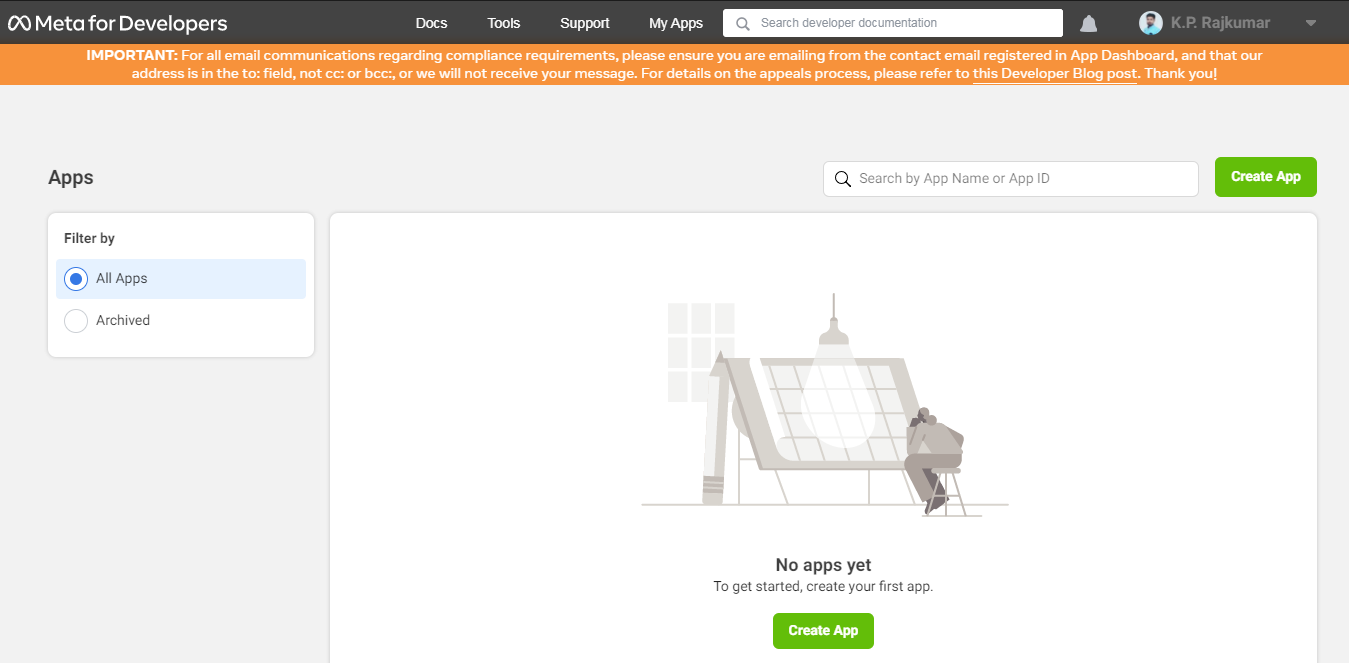 Meta for Developers
Docs
Tools
Support
My Apps
Search developer documentation
K.P. Rajkumar
IMPORTANT: For all email communications regarding compliance requirements, please ensure you are emailing from the contact email registered in App Dashboard, and that our
address is in the to: field, not cc: or bcc:, or we will not receive your message. For details on the appeals process, please refer to this Developer Blog post. Thank you!
Apps
Search by App Name or App ID
Create App
Filter by
All Apps
Archived
No apps yet
To get started, create your first app.
Create App